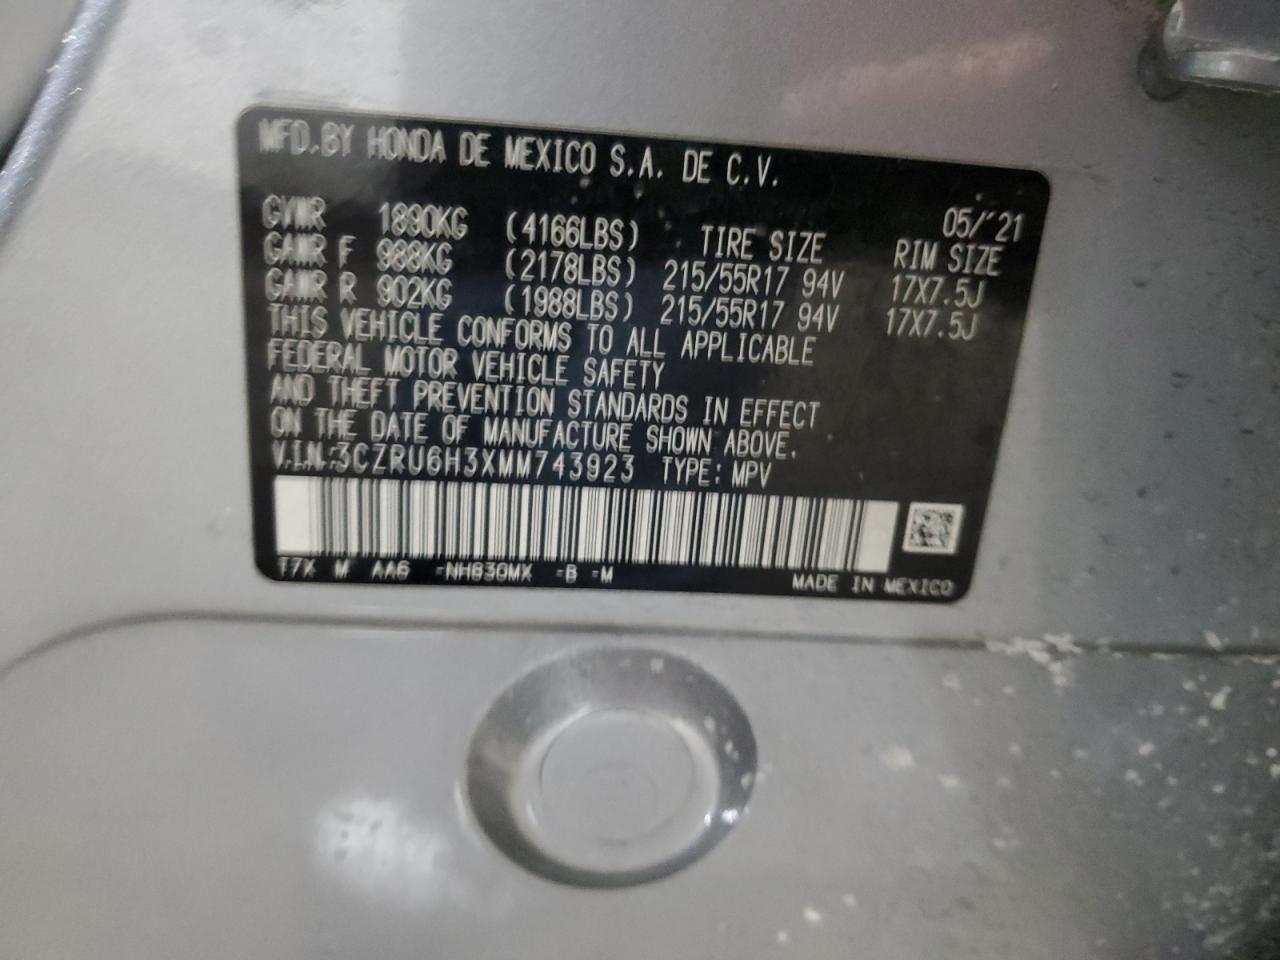 MFD.BY HONDA DE MEXICO S.A. DE C.V.
05/'21
GVWR 1890KG (4166LBS) TIRE SIZE RIM SIZE
GAWR F 988KG (2178LBS) 215/55R17 94V 17X7.5J
GAWR R 902KG (1988LBS) 215/55R17 94V 17X7.5J
THIS VEHICLE CONFORMS TO ALL APPLICABLE
FEDERAL MOTOR VEHICLE SAFETY
AND THEFT PREVENTION STANDARDS IN EFFECT
ON THE DATE OF MANUFACTURE SHOWN ABOVE.
V.I.N.:3CZRU6H3XMM743923 TYPE: MPV
T7X M AA6 -NH830MX -B -M MADE IN MEXICO